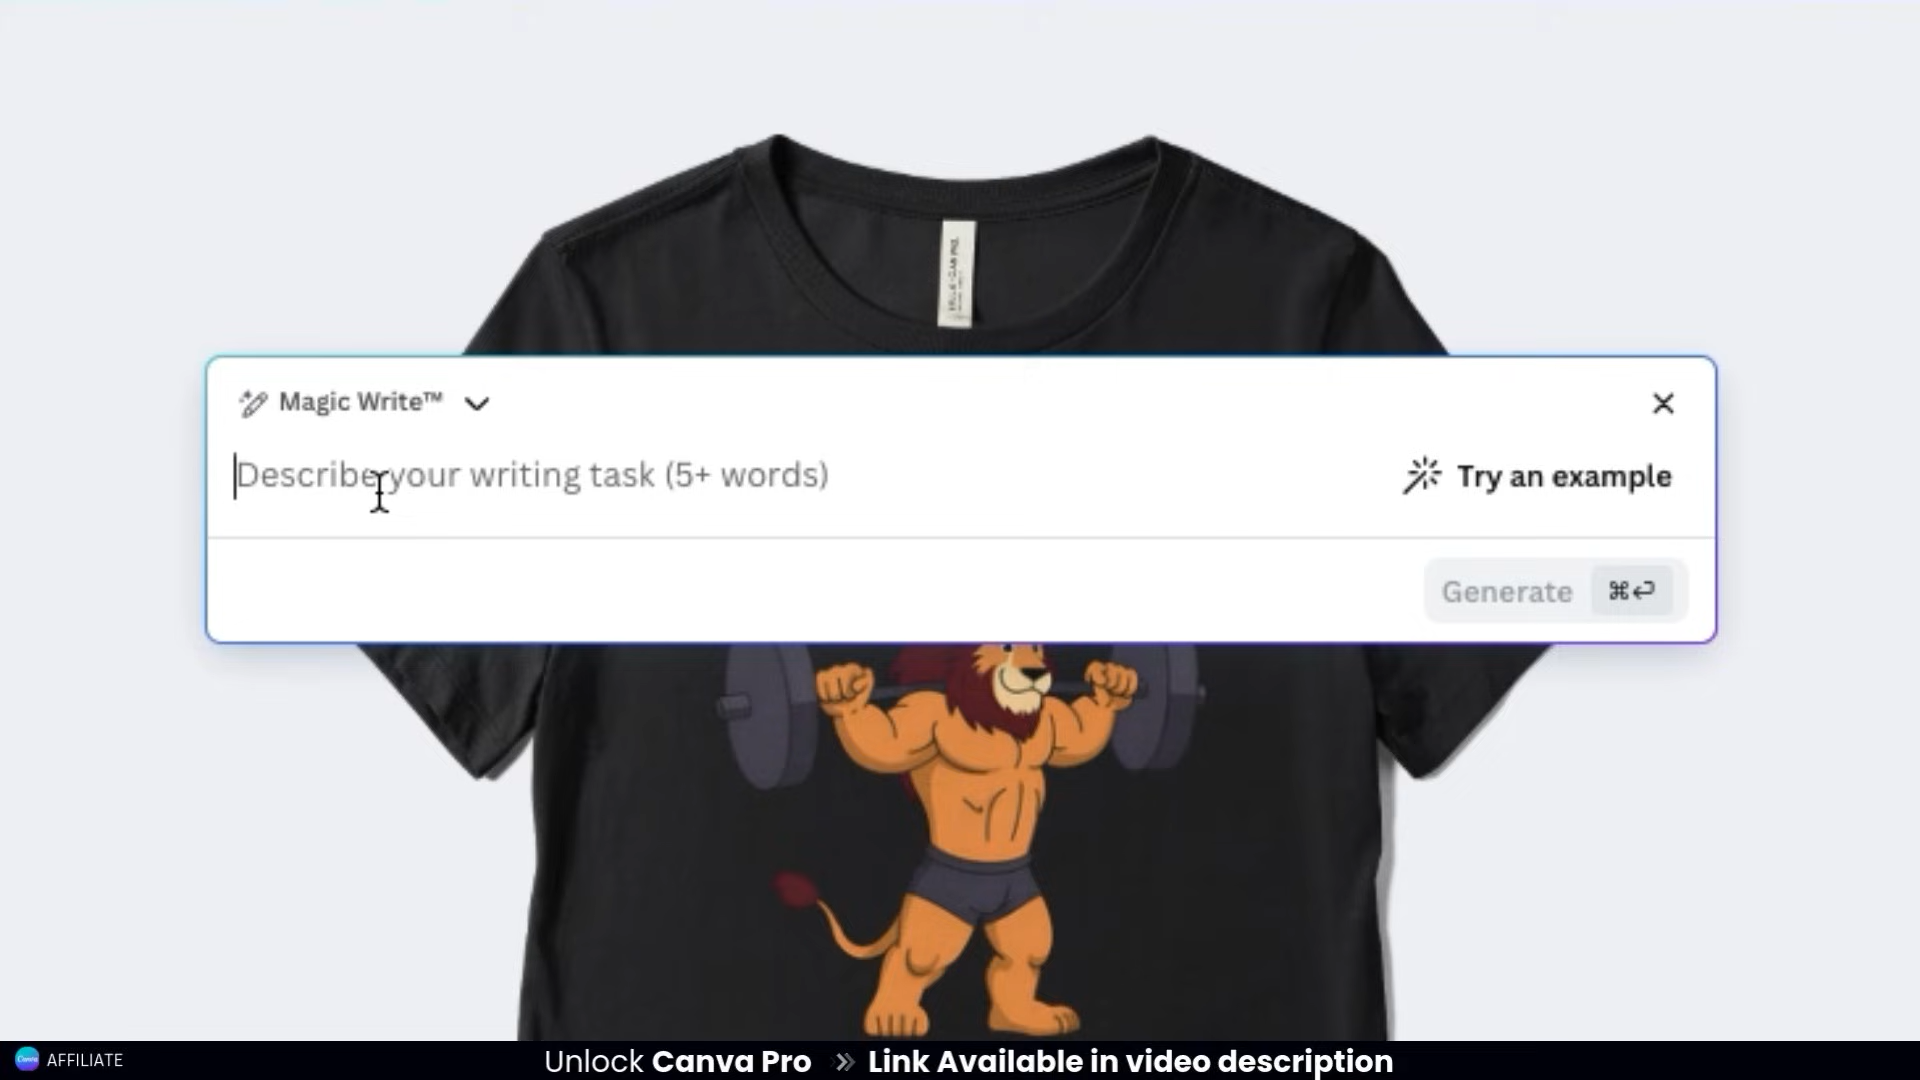 Magic Write™
Describe your writing task (5+ words)
Try an example
Generate ⌘↵
AFFILIATE
Unlock Canva Pro » Link Available in video description